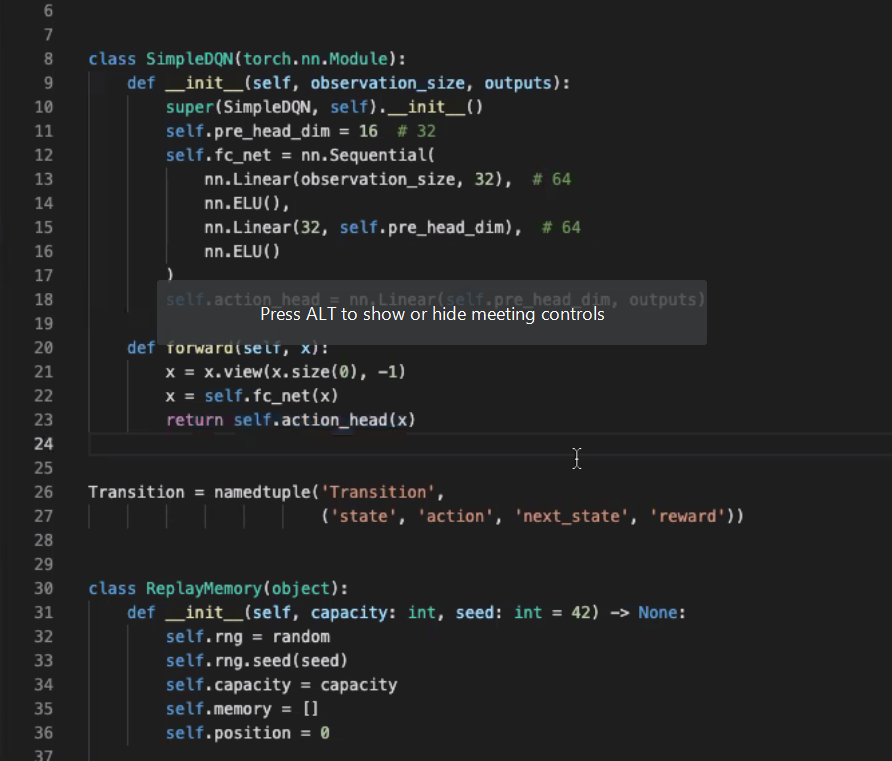 6
7
8 class SimpleDQN(torch.nn.Module):
9 def __init__(self, observation_size, outputs):
10 super(SimpleDQN, self).__init__()
11 self.pre_head_dim = 16 # 32
12 self.fc_net = nn.Sequential(
13 nn.Linear(observation_size, 32), # 64
14 nn.ELU(),
15 nn.Linear(32, self.pre_head_dim), # 64
16 nn.ELU()
17 )
18 self.action_head = nn.Linear(self.pre_head_dim, outputs)
Press ALT to show or hide meeting controls
19
20 def forward(self, x):
21 x = x.view(x.size(0), -1)
22 x = self.fc_net(x)
23 return self.action_head(x)
24
25
26 Transition = namedtuple('Transition',
27 ('state', 'action', 'next_state', 'reward'))
28
29
30 class ReplayMemory(object):
31 def __init__(self, capacity: int, seed: int = 42) -> None:
32 self.rng = random
33 self.rng.seed(seed)
34 self.capacity = capacity
35 self.memory = []
36 self.position = 0
37